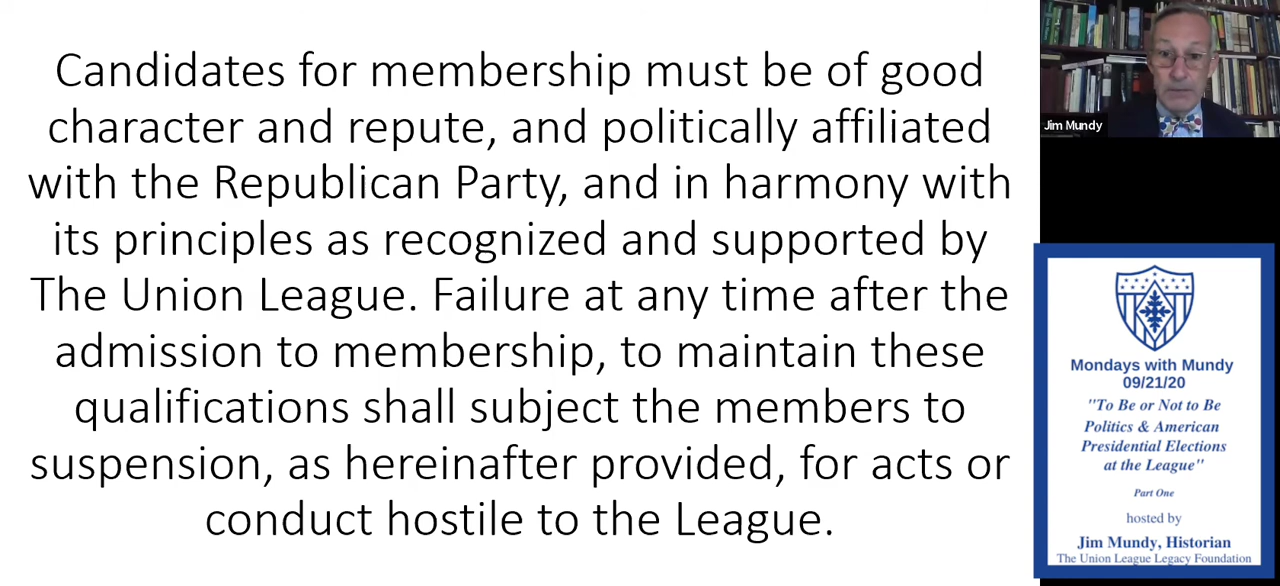 Candidates for membership must be of good
character and repute, and politically affiliated
with the Republican Party, and in harmony with
its principles as recognized and supported by
The Union League. Failure at any time after the
admission to membership, to maintain these
qualifications shall subject the members to
suspension, as hereinafter provided, for acts or
conduct hostile to the League.
Jim Mundy
Mondays with Mundy
09/21/20
"To Be or Not to Be
Politics & American
Presidential Elections
at the League"
Part One
hosted by
Jim Mundy, Historian
The Union League Legacy Foundation